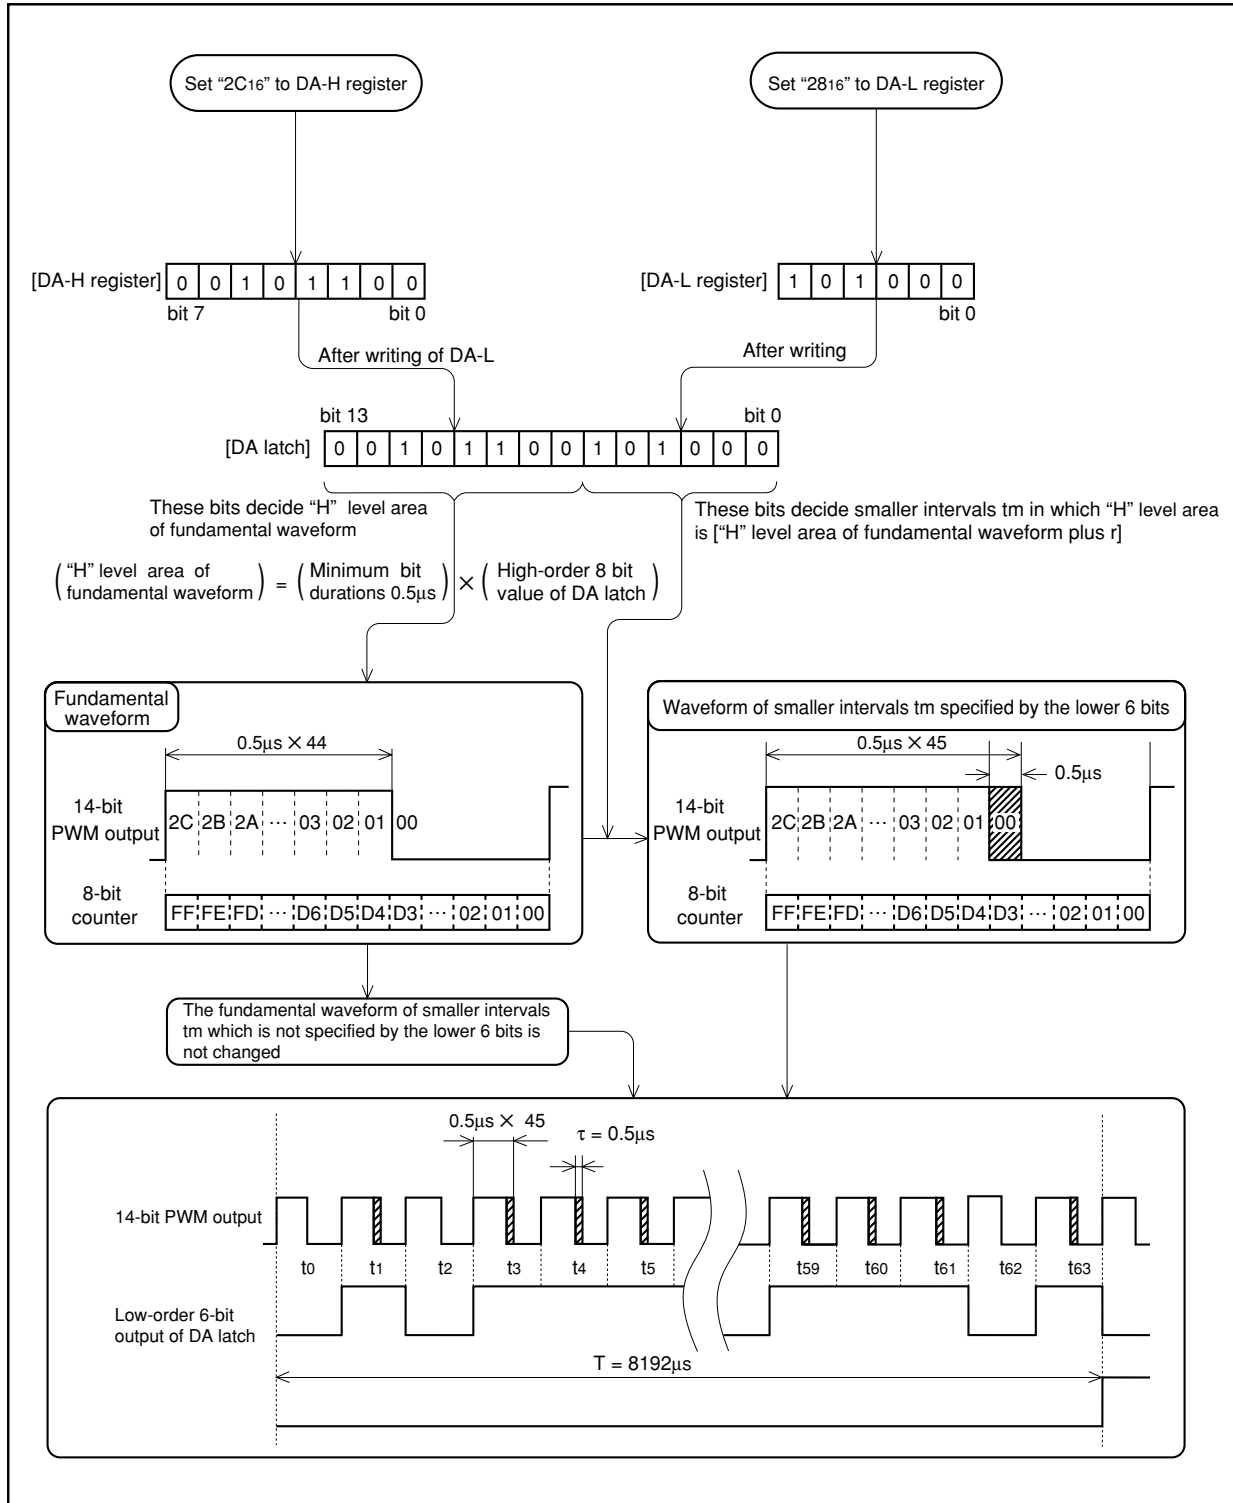 Set “2C16” to DA-H register
Set “2816” to DA-L register
[DA-H register] 0 0 1 0 1 1 0 0
bit 7 bit 0
[DA-L register] 1 0 1 0 0 0
bit 0
After writing of DA-L
After writing
bit 13 bit 0
[DA latch] 0 0 1 0 1 1 0 0 1 0 1 0 0 0
These bits decide “H” level area
of fundamental waveform
These bits decide smaller intervals tm in which “H” level area
is [“H” level area of fundamental waveform plus r]
(“H” level area of
fundamental waveform) = (Minimum bit
durations 0.5μs) × (High-order 8 bit
value of DA latch)
Fundamental
waveform
0.5μs × 44
14-bit
PWM output
2C 2B 2A ··· 03 02 01 00
8-bit
counter
FF FE FD ··· D6 D5 D4 D3 ··· 02 01 00
Waveform of smaller intervals tm specified by the lower 6 bits
0.5μs × 45
0.5μs
14-bit
PWM output
2C 2B 2A ··· 03 02 01 00
8-bit
counter
FF FE FD ··· D6 D5 D4 D3 ··· 02 01 00
The fundamental waveform of smaller intervals
tm which is not specified by the lower 6 bits is
not changed
0.5μs × 45
τ = 0.5μs
14-bit PWM output
t0 t1 t2 t3 t4 t5 t59 t60 t61 t62 t63
Low-order 6-bit
output of DA latch
T = 8192μs